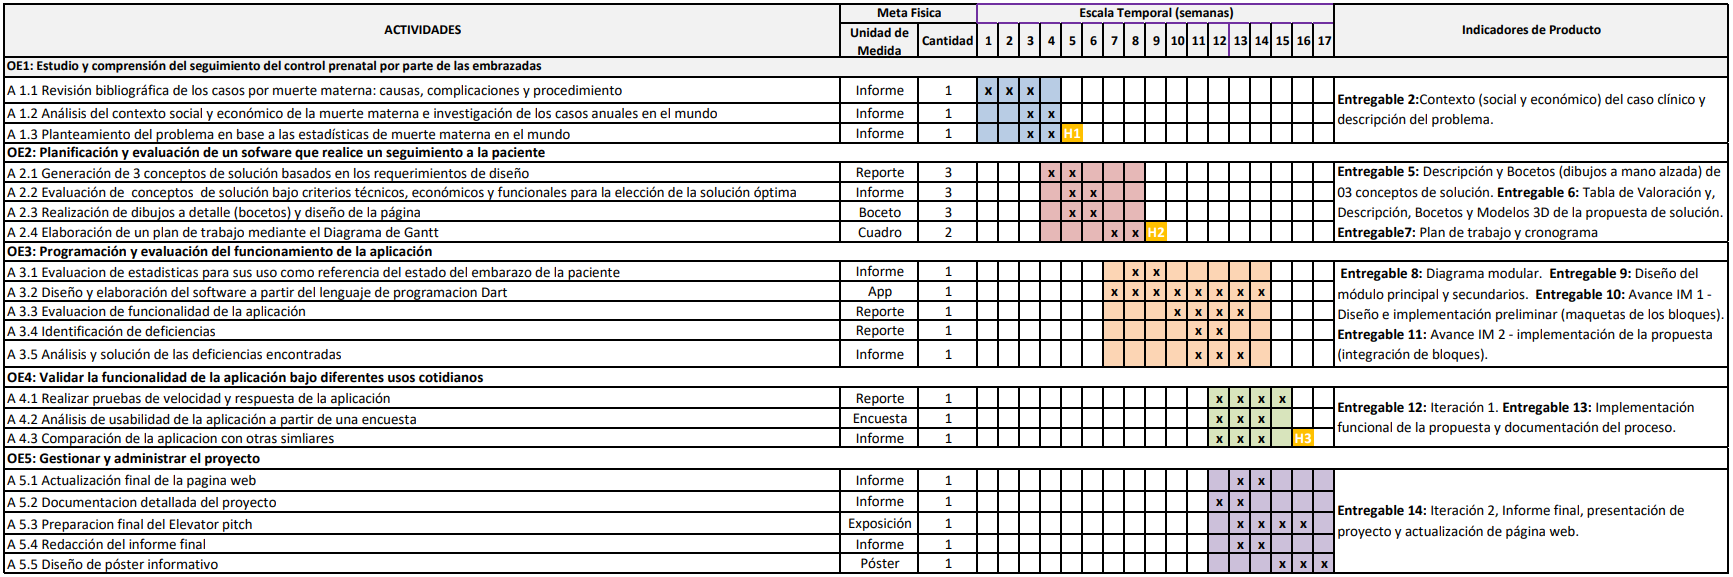 ACTIVIDADES Meta Fisica Escala Temporal (semanas) Indicadores de Producto
Unidad de Medida Cantidad 1 2 3 4 5 6 7 8 9 10 11 12 13 14 15 16 17
OE1: Estudio y comprensión del seguimiento del control prenatal por parte de las embrazadas
A 1.1 Revisión bibliográfica de los casos por muerte materna: causas, complicaciones y procedimiento Informe 1 x x x
A 1.2 Análisis del contexto social y económico de la muerte materna e investigación de los casos anuales en el mundo Informe 1 x x
A 1.3 Planteamiento del problema en base a las estadísticas de muerte materna en el mundo Informe 1 x x H1
Entregable 2:Contexto (social y económico) del caso clínico y
descripción del problema.
OE2: Planificación y evaluación de un sofware que realice un seguimiento a la paciente
A 2.1 Generación de 3 conceptos de solución basados en los requerimientos de diseño Reporte 3 x x
A 2.2 Evaluación de conceptos de solución bajo criterios técnicos, económicos y funcionales para la elección de la solución óptima Informe 3 x x
A 2.3 Realización de dibujos a detalle (bocetos) y diseño de la página Boceto 3 x x
A 2.4 Elaboración de un plan de trabajo mediante el Diagrama de Gantt Cuadro 2 x x H2
Entregable 5: Descripción y Bocetos (dibujos a mano alzada) de
03 conceptos de solución. Entregable 6: Tabla de Valoración y,
Descripción, Bocetos y Modelos 3D de la propuesta de solución.
Entregable7: Plan de trabajo y cronograma
OE3: Programación y evaluación del funcionamiento de la aplicación
A 3.1 Evaluacion de estadisticas para sus uso como referencia del estado del embarazo de la paciente Informe 1 x x
A 3.2 Diseño y elaboración del software a partir del lenguaje de programacion Dart App 1 x x x x x x x x
A 3.3 Evaluacion de funcionalidad de la aplicación Reporte 1 x x x x
A 3.4 Identificación de deficiencias Reporte 1 x x
A 3.5 Análisis y solución de las deficiencias encontradas Informe 1 x x x
Entregable 8: Diagrama modular. Entregable 9: Diseño del
módulo principal y secundarios. Entregable 10: Avance IM 1 -
Diseño e implementación preliminar (maquetas de los bloques).
Entregable 11: Avance IM 2 - implementación de la propuesta
(integración de bloques).
OE4: Validar la funcionalidad de la aplicación bajo diferentes usos cotidianos
A 4.1 Realizar pruebas de velocidad y respuesta de la aplicación Reporte 1 x x x x
A 4.2 Análisis de usabilidad de la aplicación a partir de una encuesta Encuesta 1 x x x
A 4.3 Comparación de la aplicacion con otras simliares Informe 1 x x x H3
Entregable 12: Iteración 1. Entregable 13: Implementación
funcional de la propuesta y documentación del proceso.
OE5: Gestionar y administrar el proyecto
A 5.1 Actualización final de la pagina web Informe 1 x x
A 5.2 Documentacion detallada del proyecto Informe 1 x x
A 5.3 Preparacion final del Elevator pitch Exposición 1 x x x x
A 5.4 Redacción del informe final Informe 1 x x
A 5.5 Diseño de póster informativo Póster 1 x x x
Entregable 14: Iteración 2, Informe final, presentación de
proyecto y actualización de página web.